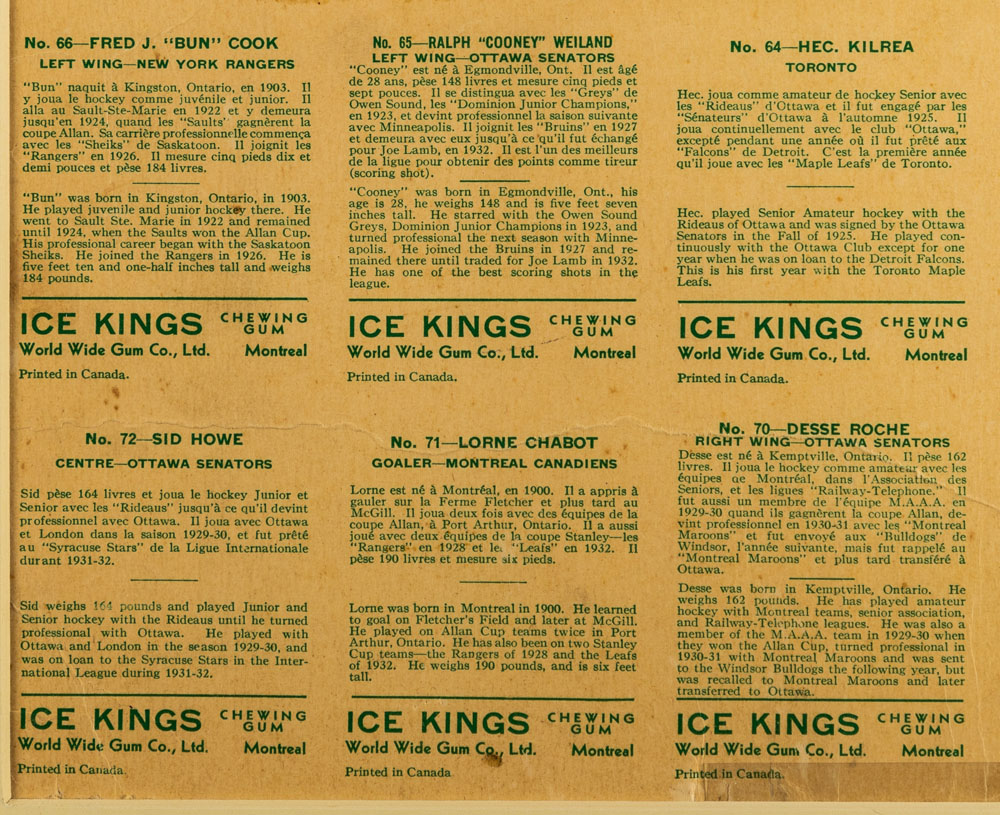 No. 66—FRED J. "BUN" COOK
LEFT WING—NEW YORK RANGERS
"Bun" naquit à Kingston, Ontario, en 1903. Il
y joua le hockey comme juvénile et junior. Il
alla au Sault-Ste-Marie en 1922 et y demeura
jusqu'en 1924, quand les "Saults" gagnèrent la
coupe Allan. Sa carrière professionnelle commença
avec les "Sheiks" de Saskatoon. Il joignit les
"Rangers" en 1926. Il mesure cinq pieds dix et
demi pouces et pèse 184 livres.
"Bun" was born in Kingston, Ontario, in 1903.
He played juvenile and junior hockey there. He
went to Sault Ste. Marie in 1922 and remained
until 1924, when the Saults won the Allan Cup.
His professional career began with the Saskatoon
Sheiks. He joined the Rangers in 1926. He is
five feet ten and one-half inches tall and weighs
184 pounds.
ICE KINGS CHEWING
GUM
World Wide Gum Co., Ltd. Montreal
Printed in Canada.
No. 65—RALPH "COONEY" WEILAND
LEFT WING—OTTAWA SENATORS
"Cooney" est né à Egmondville, Ont. Il est âgé
de 28 ans, pèse 148 livres et mesure cinq pieds et
sept pouces. Il se distingua avec les "Greys" de
Owen Sound, les "Dominion Junior Champions,"
en 1923, et devint professionnel la saison suivante
avec Minneapolis. Il joignit les "Bruins" en 1927
et demeura avec eux jusqu'à ce qu'il fut échangé
pour Joe Lamb, en 1932. Il est l'un des meilleurs
de la ligue pour obtenir des points comme tireur
(scoring shot).
"Cooney" was born in Egmondville, Ont., his
age is 28, he weighs 148 and is five feet seven
inches tall. He starred with the Owen Sound
Greys, Dominion Junior Champions in 1923, and
turned professional the next season with Minne-
apolis. He joined the Bruins in 1927 and re-
mained there until traded for Joe Lamb in 1932.
He has one of the best scoring shots in the
league.
ICE KINGS CHEWING
GUM
World Wide Gum Co., Ltd. Montreal
Printed in Canada.
No. 64—HEC. KILREA
TORONTO
Hec. joua comme amateur de hockey Senior avec
les "Rideaus" d'Ottawa et il fut engagé par les
"Sénateurs" d'Ottawa à l'automne 1925. Il
joua continuellement avec le club "Ottawa,"
excepté pendant une année où il fut prêté aux
"Falcons" de Detroit. C'est la première année
qu'il joue avec les "Maple Leafs" de Toronto.
Hec. played Senior Amateur hockey with the
Rideaus of Ottawa and was signed by the Ottawa
Senators in the Fall of 1925. He played con-
tinuously with the Ottawa Club except for one
year when he was on loan to the Detroit Falcons.
This is his first year with the Toronto Maple
Leafs.
ICE KINGS CHEWING
GUM
World Wide Gum Co., Ltd. Montreal
Printed in Canada.
No. 72—SID HOWE
CENTRE—OTTAWA SENATORS
Sid pèse 164 livres et joua le hockey Junior et
Senior avec les "Rideaus" jusqu'à ce qu'il devint
professionnel avec Ottawa. Il joua avec Ottawa
et London dans la saison 1929-30, et fut prêté
au "Syracuse Stars" de la Ligue Internationale
durant 1931-32.
Sid weighs 164 pounds and played Junior and
Senior hockey with the Rideaus until he turned
professional with Ottawa. He played with
Ottawa and London in the season 1929-30, and
was on loan to the Syracuse Stars in the Inter-
national League during 1931-32.
ICE KINGS CHEWING
GUM
World Wide Gum Co., Ltd. Montreal
Printed in Canada.
No. 71—LORNE CHABOT
GOALER—MONTREAL CANADIENS
Lorne est né à Montréal, en 1900. Il a appris à
gauler sur la Ferme Fletcher et plus tard au
McGill. Il joua deux fois avec des équipes de la
coupe Allan, à Port Arthur, Ontario. Il a aussi
joué avec deux équipes de la coupe Stanley—les
"Rangers" en 1928 et les "Leafs" en 1932. Il
pèse 190 livres et mesure six pieds.
Lorne was born in Montreal in 1900. He learned
to goal on Fletcher's Field and later at McGill.
He played on Allan Cup teams twice in Port
Arthur, Ontario. He has also been on two Stanley
Cup teams—the Rangers of 1928 and the Leafs
of 1932. He weighs 190 pounds, and is six feet
tall.
ICE KINGS CHEWING
GUM
World Wide Gum Co., Ltd. Montreal
Printed in Canada
No. 70—DESSE ROCHE
RIGHT WING—OTTAWA SENATORS
Desse est né à Kemptville, Ontario. Il pèse 162
livres. Il joua le hockey comme amateur avec les
équipes de Montréal, dans l'Association des
Seniors, et les ligues "Railway-Telephone." Il
fut aussi un membre de l'équipe M.A.A.A. en
1929-30 quand ils gagnèrent la coupe Allan, de-
vint professionnel en 1930-31 avec les "Montreal
Maroons" et fut envoyé aux "Bulldogs" de
Windsor, l'année suivante, mais fut rappelé au
"Montreal Maroons" et plus tard transféré à
Ottawa.
Desse was born in Kemptville, Ontario. He
weighs 162 pounds. He has played amateur
hockey with Montreal teams, senior association,
and Railway-Telephone leagues. He was also a
member of the M.A.A.A. team in 1929-30 when
they won the Allan Cup, turned professional in
1930-31 with Montreal Maroons and was sent
to the Windsor Bulldogs the following year, but
was recalled to Montreal Maroons and later
transferred to Ottawa.
ICE KINGS CHEWING
GUM
World Wide Gum Co., Ltd. Montreal
Printed in Canada.